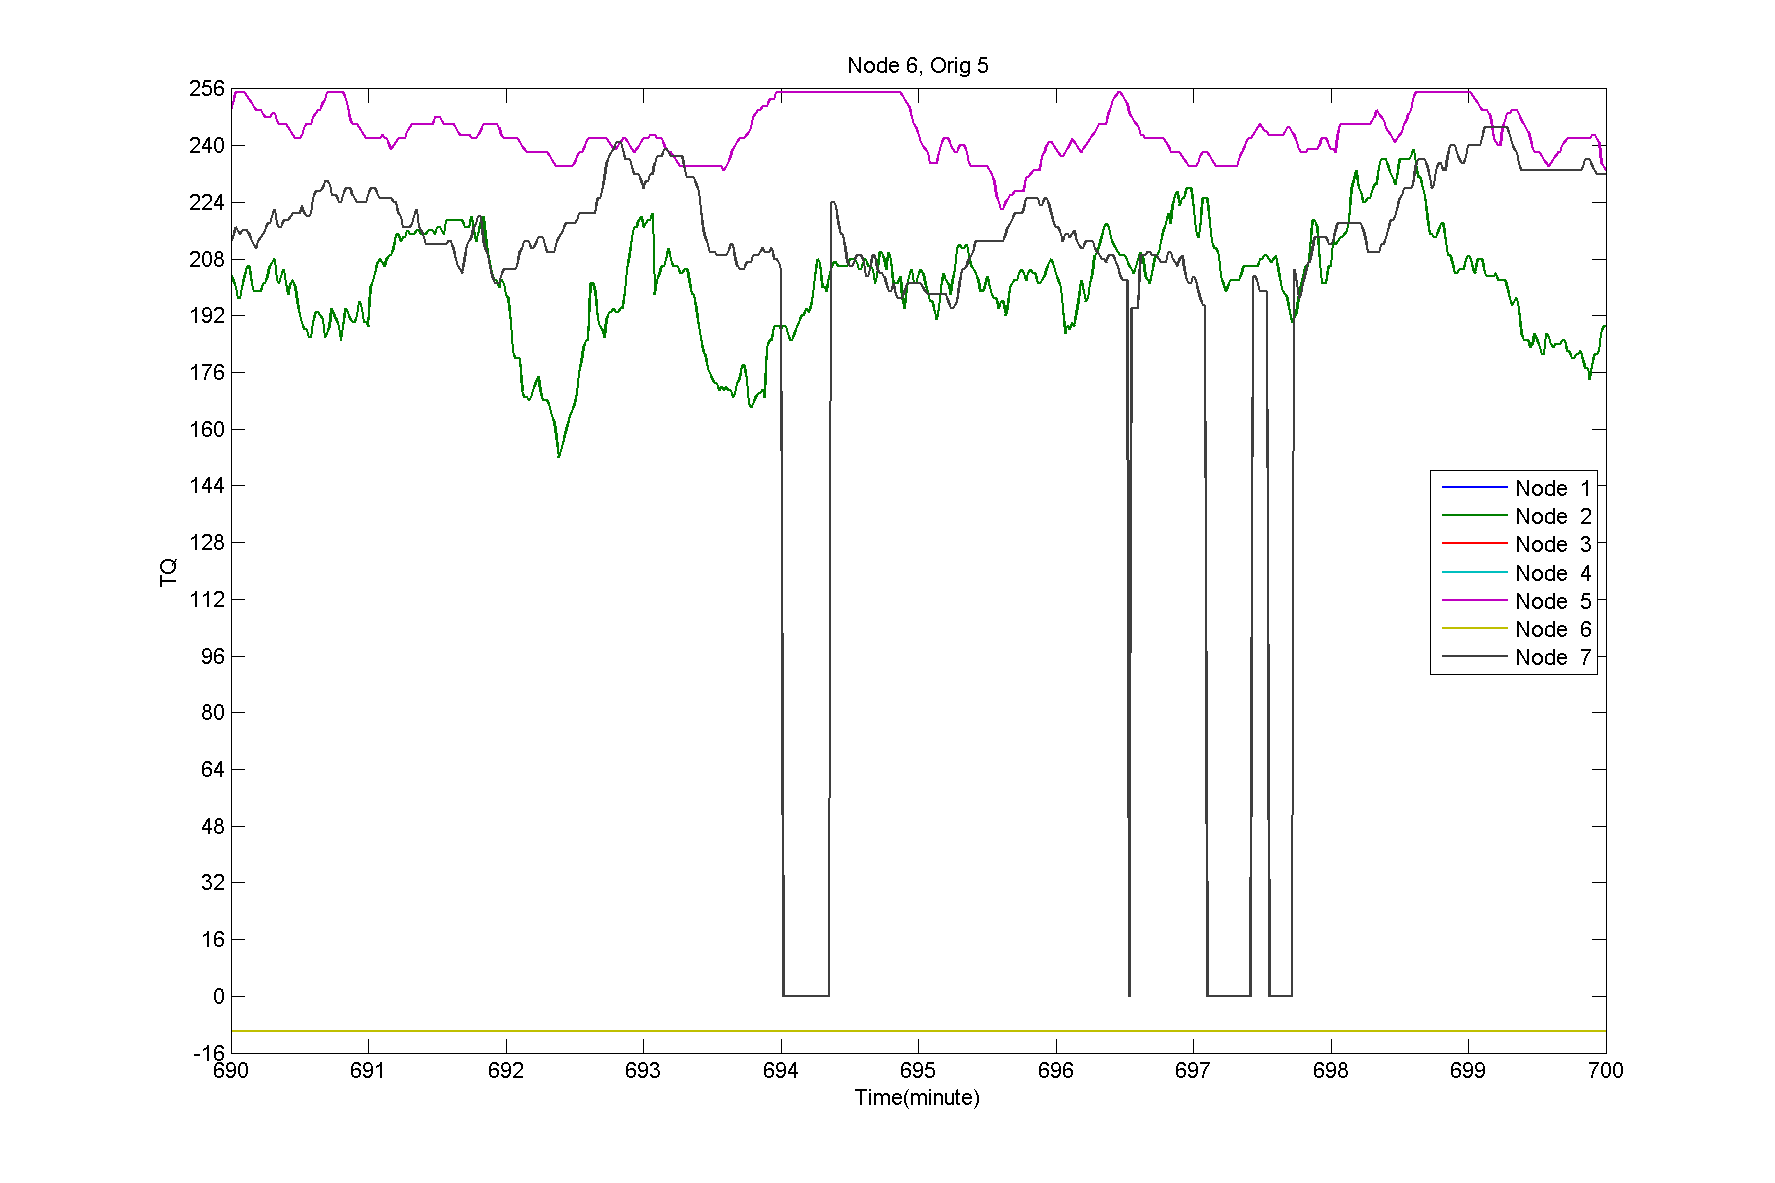 Node 6, Orig 5
256
240
224
208
192
176
160
144
128
112
96
80
64
48
32
16
0
-16
TQ
Node 1
Node 2
Node 3
Node 4
Node 5
Node 6
Node 7
690 691 692 693 694 695 696 697 698 699 700
Time(minute)